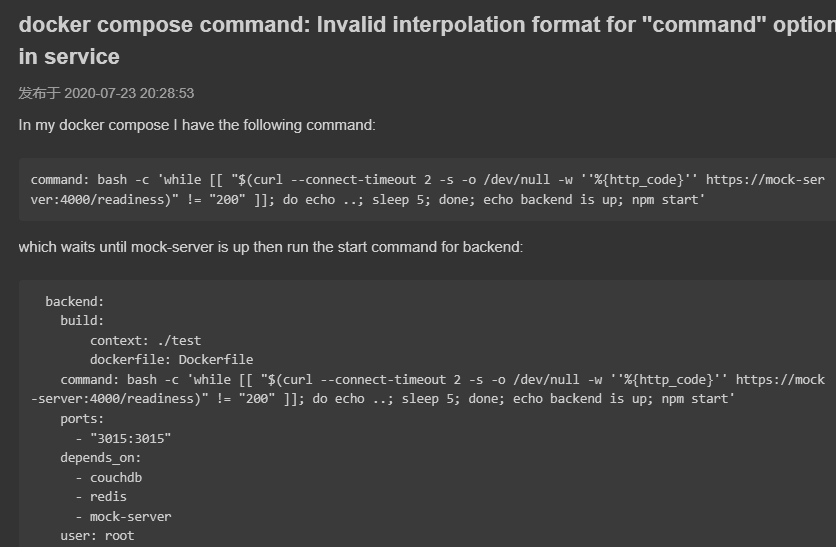 docker compose command: Invalid interpolation format for "command" option
in service
发布于 2020-07-23 20:28:53
In my docker compose I have the following command:
command: bash -c 'while [[ "$(curl --connect-timeout 2 -s -o /dev/null -w ''%{http_code}'' https://mock-ser
ver:4000/readiness)" != "200" ]]; do echo ..; sleep 5; done; echo backend is up; npm start'
which waits until mock-server is up then run the start command for backend:
backend:
build:
context: ./test
dockerfile: Dockerfile
command: bash -c 'while [[ "$(curl --connect-timeout 2 -s -o /dev/null -w ''%{http_code}'' https://mock
-server:4000/readiness)" != "200" ]]; do echo ..; sleep 5; done; echo backend is up; npm start'
ports:
- "3015:3015"
depends_on:
- couchdb
- redis
- mock-server
user: root